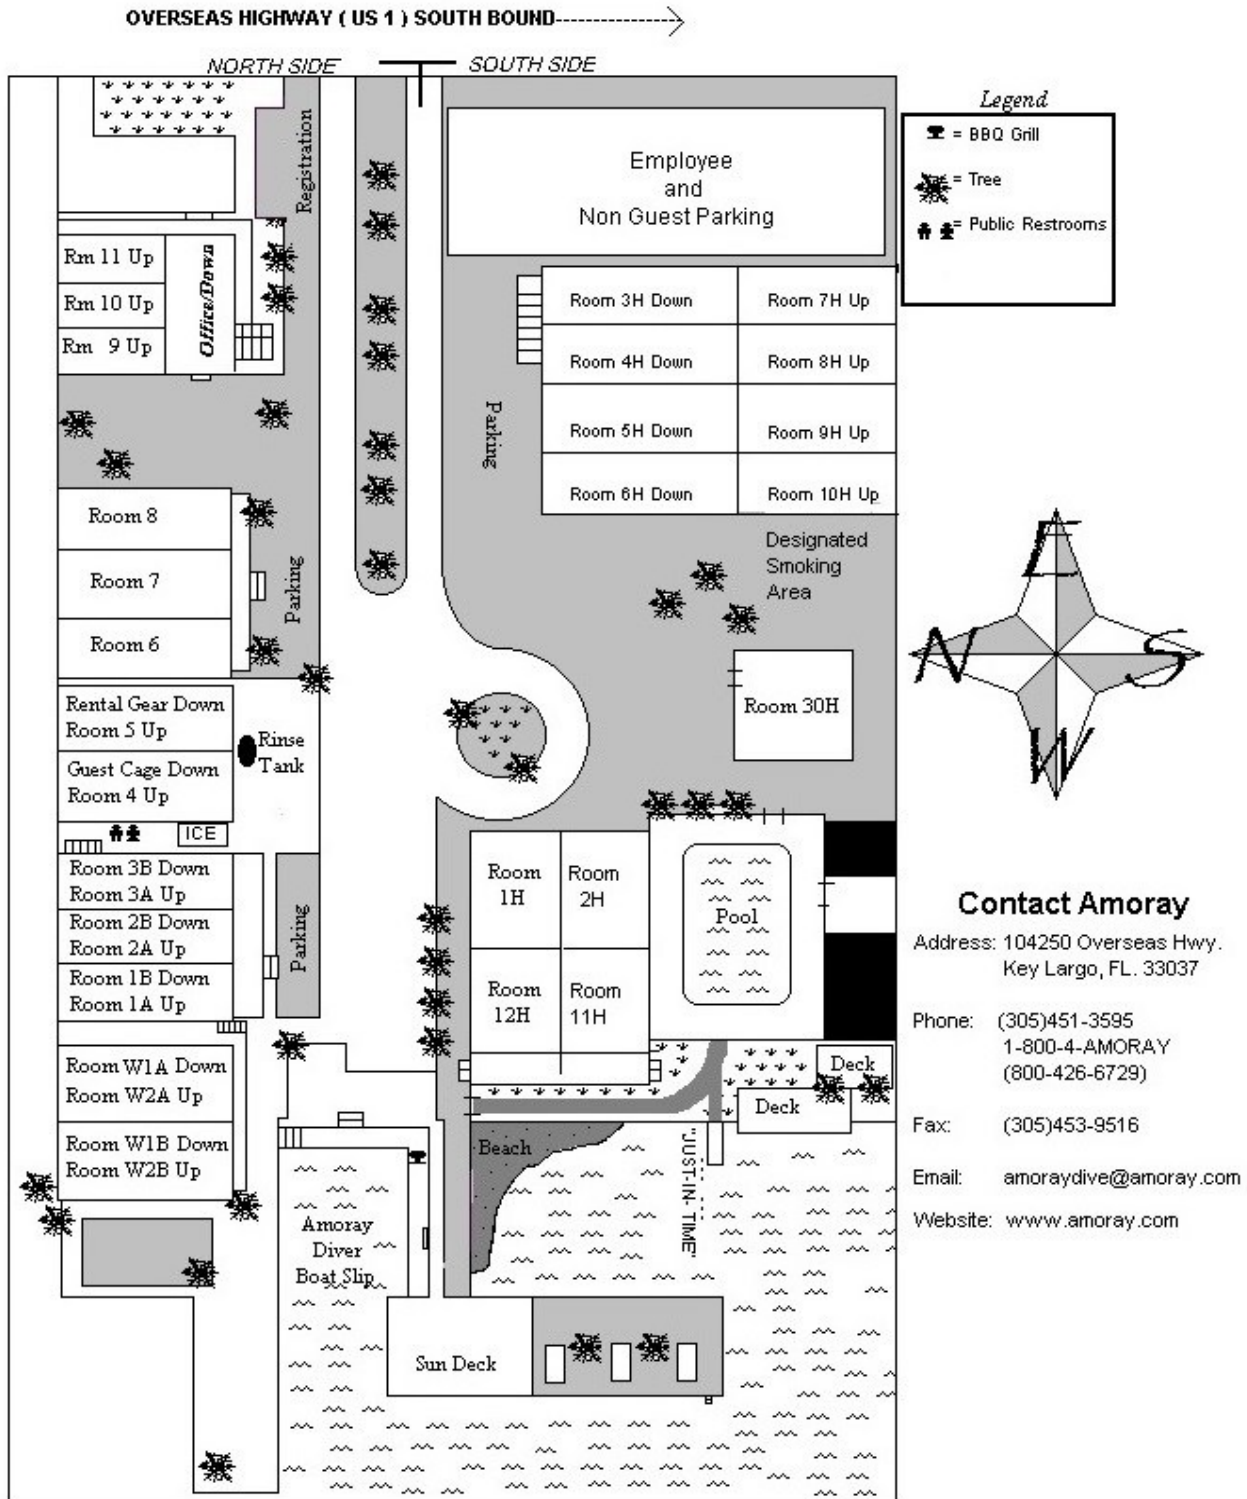 OVERSEAS HIGHWAY ( US 1 ) SOUTH BOUND
NORTH SIDE
SOUTH SIDE
Registration
Employee
and
Non Guest Parking
Legend
= BBQ Grill
= Tree
= Public Restrooms
Rm 11 Up
Rm 10 Up
Rm 9 Up
Office/Down
Room 3H Down
Room 7H Up
Room 4H Down
Room 8H Up
Room 5H Down
Room 9H Up
Room 6H Down
Room 10H Up
Parking
Room 8
Room 7
Room 6
Parking
Designated
Smoking
Area
Room 30H
E
N
S
W
Rental Gear Down
Room 5 Up
Guest Cage Down
Room 4 Up
Rinse
Tank
ICE
Room 3B Down
Room 3A Up
Room 2B Down
Room 2A Up
Room 1B Down
Room 1A Up
Parking
Room
1H
Room
2H
Room
12H
Room
11H
Pool
Deck
Deck
Room W1A Down
Room W2A Up
Room W1B Down
Room W2B Up
Beach
"JUST-IN-TIME"
Amoray
Diver
Boat Slip
Sun Deck
Contact Amoray
Address: 104250 Overseas Hwy.
Key Largo, FL. 33037
Phone: (305)451-3595
1-800-4-AMORAY
(800-426-6729)
Fax: (305)453-9516
Email: amoraydive@amoray.com
Website: www.amoray.com